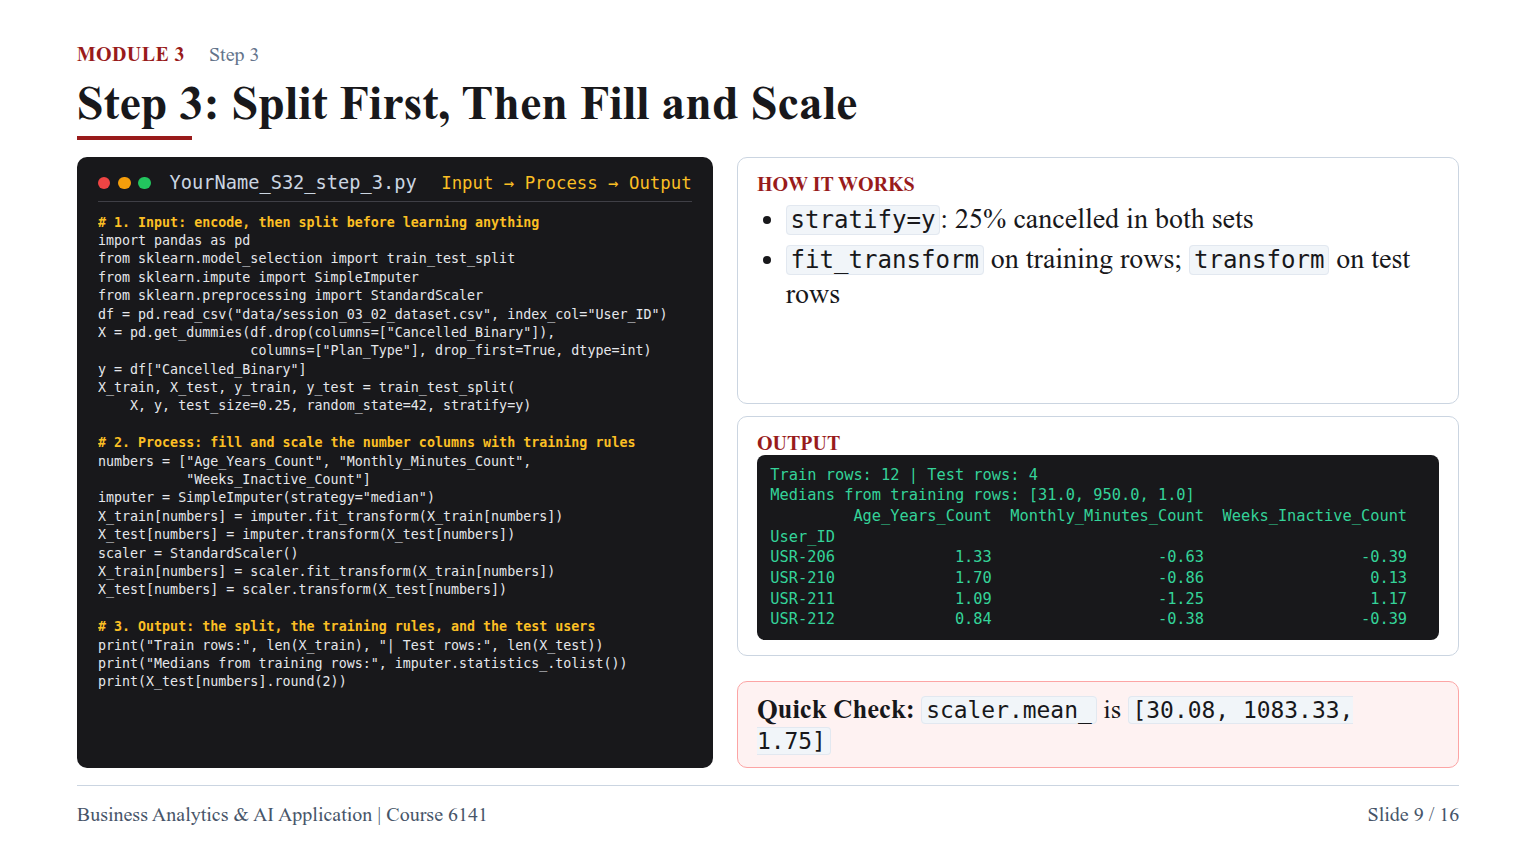 MODULE 3 Step 3
Step 3: Split First, Then Fill and Scale
YourName_S32_step_3.py Input → Process → Output
# 1. Input: encode, then split before learning anything
import pandas as pd
from sklearn.model_selection import train_test_split
from sklearn.impute import SimpleImputer
from sklearn.preprocessing import StandardScaler
df = pd.read_csv("data/session_03_02_dataset.csv", index_col="User_ID")
X = pd.get_dummies(df.drop(columns=["Cancelled_Binary"]),
                   columns=["Plan_Type"], drop_first=True, dtype=int)
y = df["Cancelled_Binary"]
X_train, X_test, y_train, y_test = train_test_split(
    X, y, test_size=0.25, random_state=42, stratify=y)
# 2. Process: fill and scale the number columns with training rules
numbers = ["Age_Years_Count", "Monthly_Minutes_Count",
           "Weeks_Inactive_Count"]
imputer = SimpleImputer(strategy="median")
X_train[numbers] = imputer.fit_transform(X_train[numbers])
X_test[numbers] = imputer.transform(X_test[numbers])
scaler = StandardScaler()
X_train[numbers] = scaler.fit_transform(X_train[numbers])
X_test[numbers] = scaler.transform(X_test[numbers])
# 3. Output: the split, the training rules, and the test users
print("Train rows:", len(X_train), "| Test rows:", len(X_test))
print("Medians from training rows:", imputer.statistics_.tolist())
print(X_test[numbers].round(2))
HOW IT WORKS
• stratify=y: 25% cancelled in both sets
• fit_transform on training rows; transform on test
rows
OUTPUT
Train rows: 12 | Test rows: 4
Medians from training rows: [31.0, 950.0, 1.0]
         Age_Years_Count  Monthly_Minutes_Count  Weeks_Inactive_Count
User_ID
USR-206             1.33                  -0.63                 -0.39
USR-210             1.70                  -0.86                  0.13
USR-211             1.09                  -1.25                  1.17
USR-212             0.84                  -0.38                 -0.39
Quick Check: scaler.mean_ is [30.08, 1083.33,
1.75]
Business Analytics & AI Application | Course 6141
Slide 9 / 16